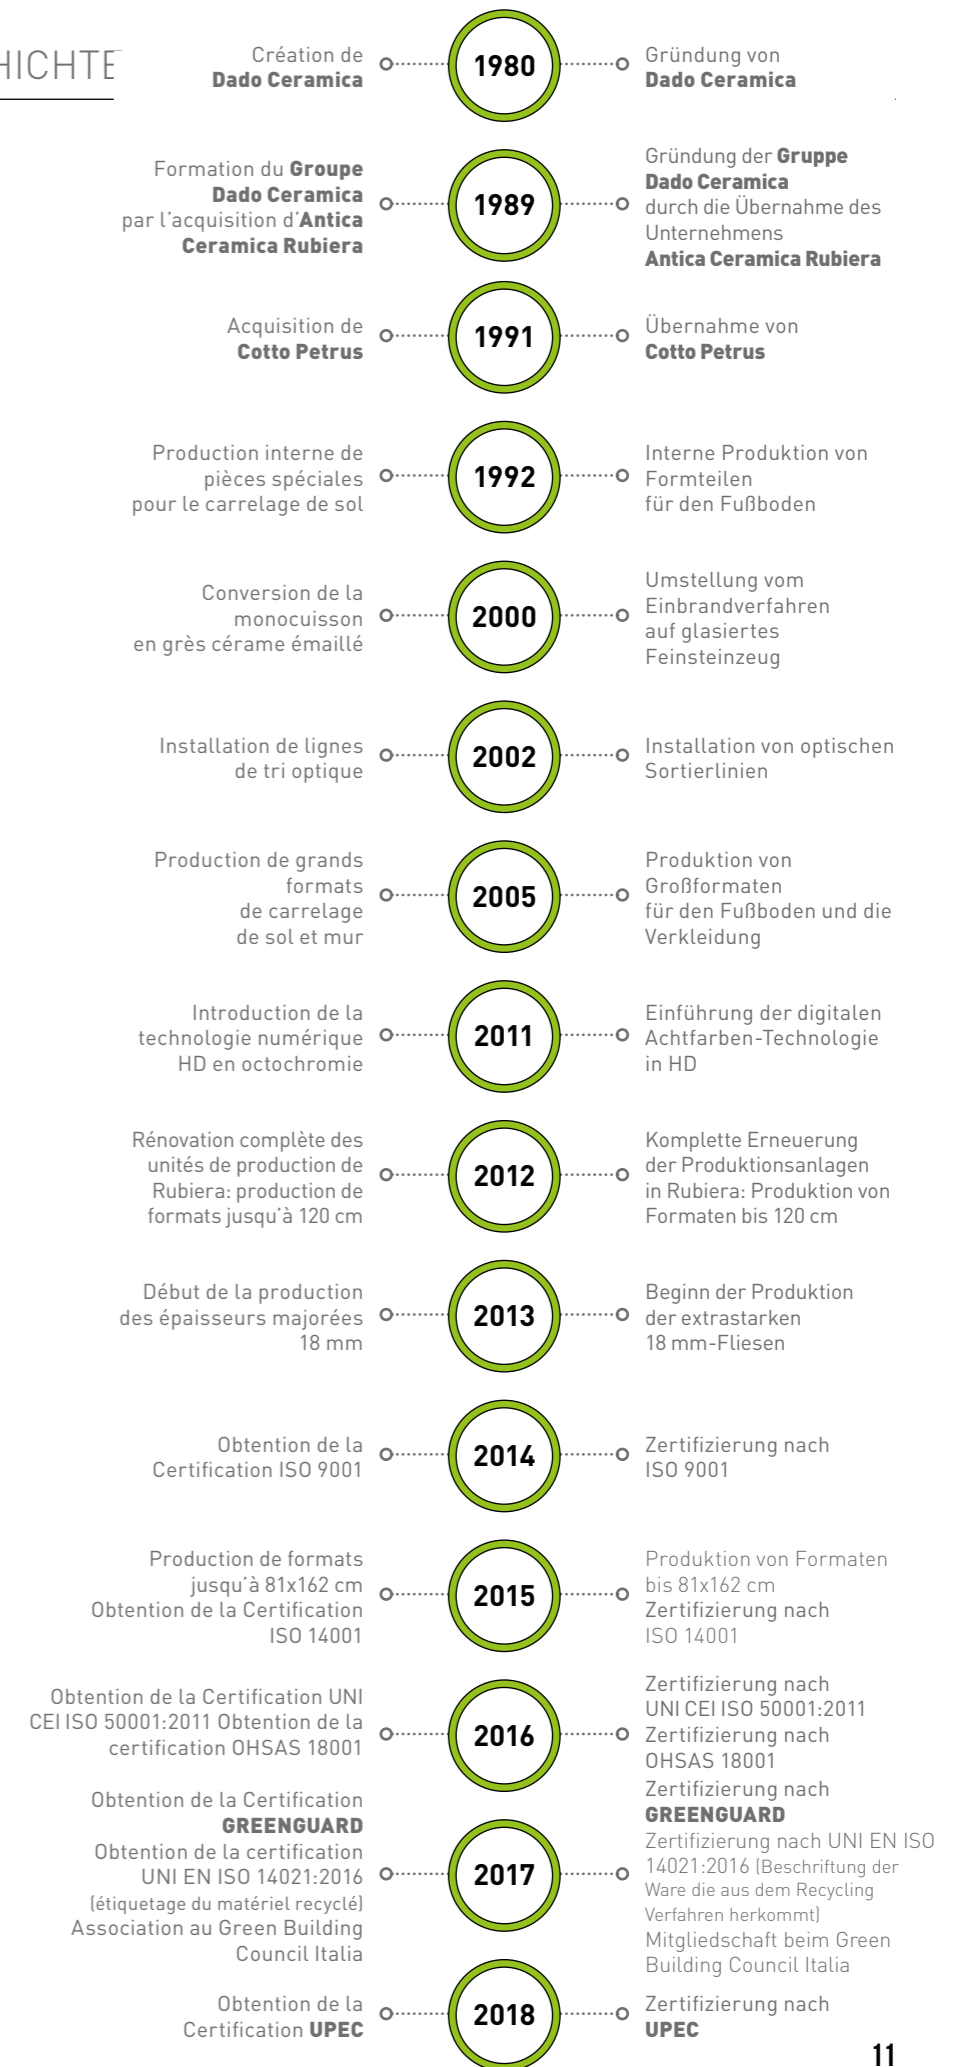 HICHTE
Création de
Dado Ceramica
1980
Gründung von
Dado Ceramica
Formation du Groupe
Dado Ceramica
par l'acquisition d'Antica
Ceramica Rubiera
1989
Gründung der Gruppe
Dado Ceramica
durch die Übernahme des
Unternehmens
Antica Ceramica Rubiera
Acquisition de
Cotto Petrus
1991
Übernahme von
Cotto Petrus
Production interne de
pièces spéciales
pour le carrelage de sol
1992
Interne Produktion von
Formteilen
für den Fußboden
Conversion de la
monocuisson
en grès cérame émaillé
2000
Umstellung vom
Einbrandverfahren
auf glasiertes
Feinsteinzeug
Installation de lignes
de tri optique
2002
Installation von optischen
Sortierlinien
Production de grands
formats
de carrelage
de sol et mur
2005
Produktion von
Großformaten
für den Fußboden und die
Verkleidung
Introduction de la
technologie numérique
HD en octochromie
2011
Einführung der digitalen
Achtfarben-Technologie
in HD
Rénovation complète des
unités de production de
Rubiera: production de
formats jusqu'à 120 cm
2012
Komplette Erneuerung
der Produktionsanlagen
in Rubiera: Produktion von
Formaten bis 120 cm
Début de la production
des épaisseurs majorées
18 mm
2013
Beginn der Produktion
der extrastarken
18 mm-Fliesen
Obtention de la
Certification ISO 9001
2014
Zertifizierung nach
ISO 9001
Production de formats
jusqu'à 81x162 cm
Obtention de la Certification
ISO 14001
2015
Produktion von Formaten
bis 81x162 cm
Zertifizierung nach
ISO 14001
Obtention de la Certification UNI
CEI ISO 50001:2011 Obtention de la
certification OHSAS 18001
2016
Zertifizierung nach
UNI CEI ISO 50001:2011
Zertifizierung nach
OHSAS 18001
Obtention de la Certification
GREENGUARD
Obtention de la certification
UNI EN ISO 14021:2016
(étiquetage du matériel recyclé)
Association au Green Building
Council Italia
2017
Zertifizierung nach
GREENGUARD
Zertifizierung nach UNI EN ISO
14021:2016 (Beschriftung der
Ware die aus dem Recycling
Verfahren herkommt)
Mitgliedschaft beim Green
Building Council Italia
Obtention de la
Certification UPEC
2018
Zertifizierung nach
UPEC
11